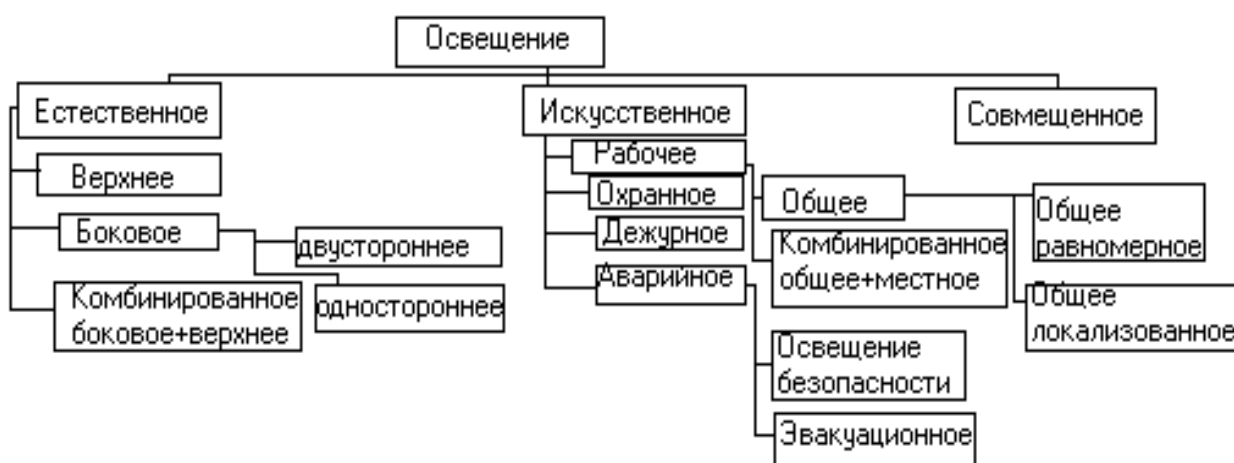 Освещение
Естественное
Искусственное
Совмещенное
Верхнее
Боковое
двустороннее
одностороннее
Комбинированное
боковое+верхнее
Рабочее
Охранное
Дежурное
Аварийное
Общее
Комбинированное
общее+местное
Общее
равномерное
Общее
локализованное
Освещение
безопасности
Эвакуационное